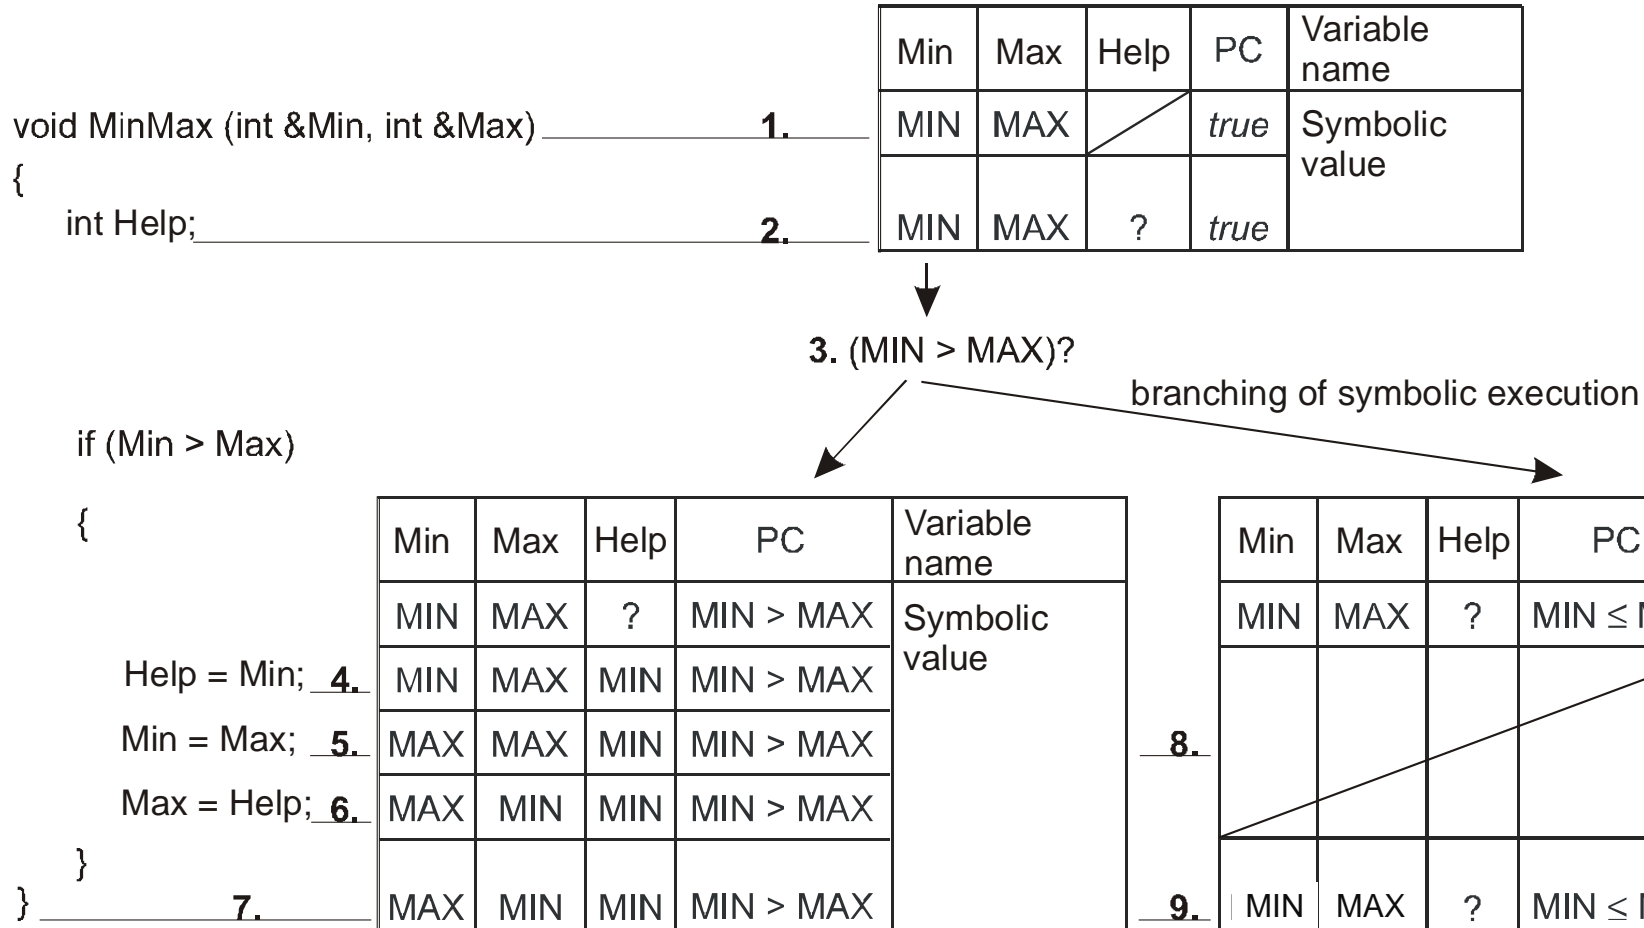 Min Max Help PC Variable name
void MinMax (int &Min, int &Max) 1. MIN MAX true Symbolic value
{
int Help; 2. MIN MAX ? true
3. (MIN > MAX)?
branching of symbolic execution
if (Min > Max)
{
Min Max Help PC Variable name
MIN MAX ? MIN > MAX Symbolic value
Help = Min; 4. MIN MAX MIN MIN > MAX
Min = Max; 5. MAX MAX MIN MIN > MAX
Max = Help; 6. MAX MIN MIN MIN > MAX
}
} 7. MAX MIN MIN MIN > MAX
Min Max Help PC
MIN MAX ? MIN ≤
8.
9. MIN MAX ? MIN ≤